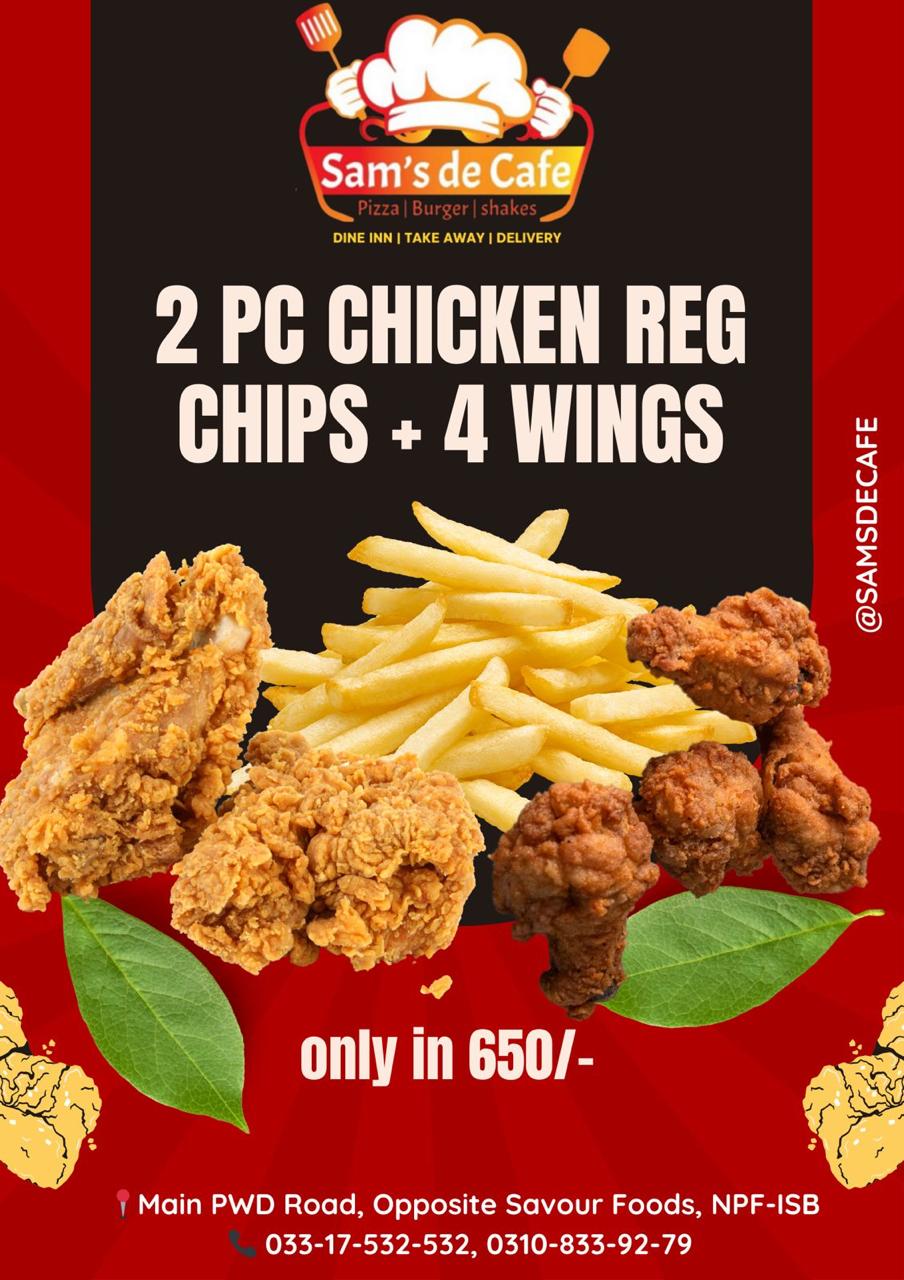 Sam's de Cafe
Pizza | Burger | shakes
DINE INN | TAKE AWAY | DELIVERY
2 PC CHICKEN REG
CHIPS + 4 WINGS
@SAMSDECAFE
only in 650/-
Main PWD Road, Opposite Savour Foods, NPF-ISB
033-17-532-532, 0310-833-92-79